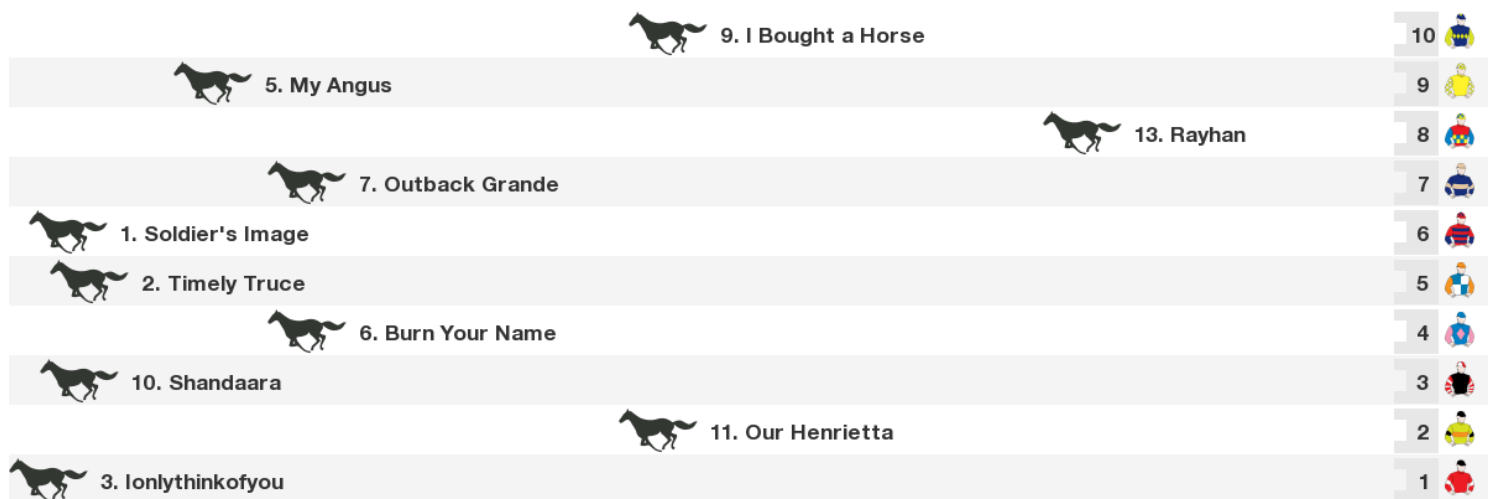 9. I Bought a Horse 10
5. My Angus 9
13. Rayhan 8
7. Outback Grande 7
1. Soldier's Image 6
2. Timely Truce 5
6. Burn Your Name 4
10. Shandaara 3
11. Our Henrietta 2
3. Ionlythinkofyou 1